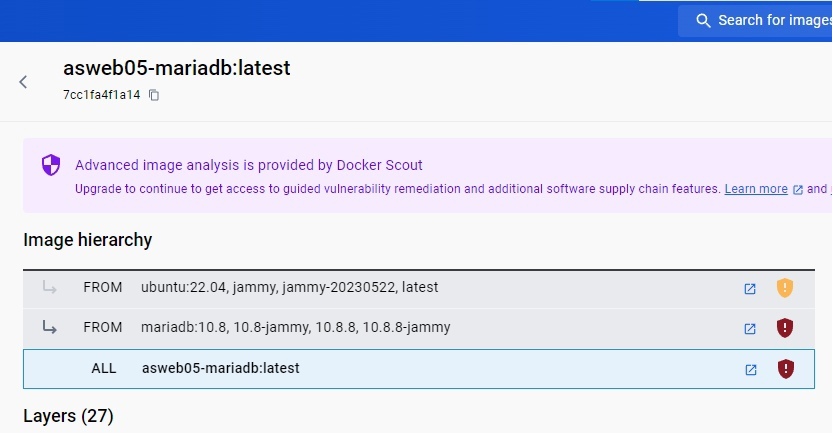 Search for images
asweb05-mariadb:latest
7cc1fa4f1a14
Advanced image analysis is provided by Docker Scout
Upgrade to continue to get access to guided vulnerability remediation and additional software supply chain features. Learn more and
Image hierarchy
FROM ubuntu:22.04, jammy, jammy-20230522, latest
FROM mariadb:10.8, 10.8-jammy, 10.8.8, 10.8.8-jammy
ALL asweb05-mariadb:latest
Layers (27)